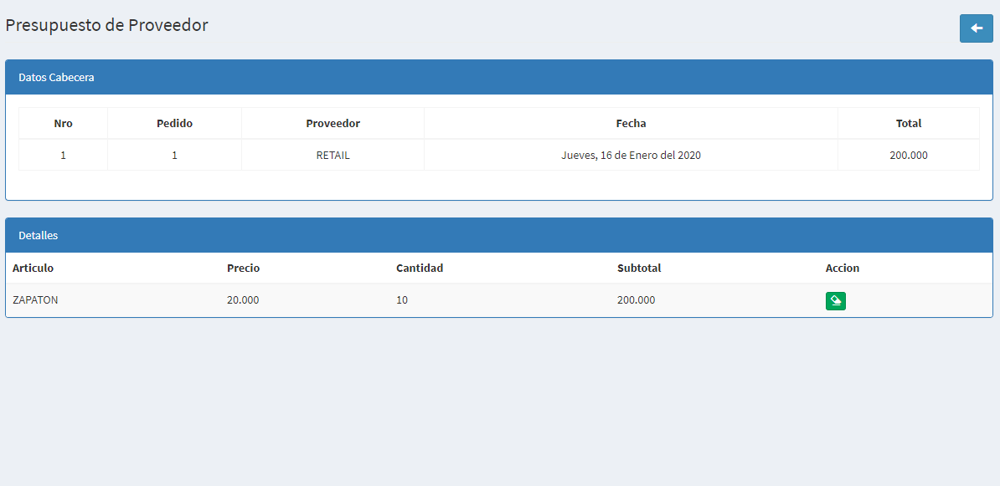 Presupuesto de Proveedor
Datos Cabecera
Nro Pedido Proveedor Fecha Total
1 1 RETAIL Jueves, 16 de Enero del 2020 200.000
Detalles
Articulo Precio Cantidad Subtotal Accion
ZAPATON 20.000 10 200.000